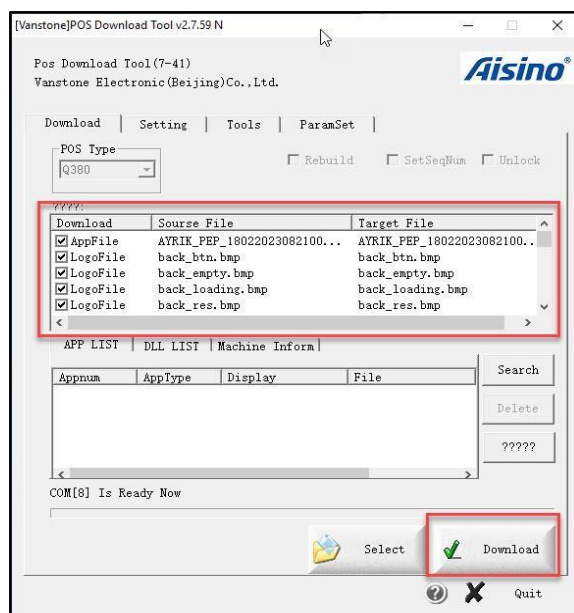 [Vanstone]POS Download Tool v2.7.59 N
Pos Download Tool(7-41)
Vanstone Electronic(Beijing)Co.,Ltd.
Aisino®
Download | Setting | Tools | ParamSet |
POS Type
Q380
Rebuild SetSeqNum Unlock
????:
Download Sourse File Target File
AppFile AYRIK_PEP_18022023082100... AYRIK_PEP_18022023082100...
LogoFile back_btn.bmp back_btn.bmp
LogoFile back_empty.bmp back_empty.bmp
LogoFile back_loading.bmp back_loading.bmp
LogoFile back_res.bmp back_res.bmp
APP LIST | DLL LIST | Machine Inform|
Appnum AppType Display File
Search
Delete
?????
COM[8] Is Ready Now
Select Download
Quit